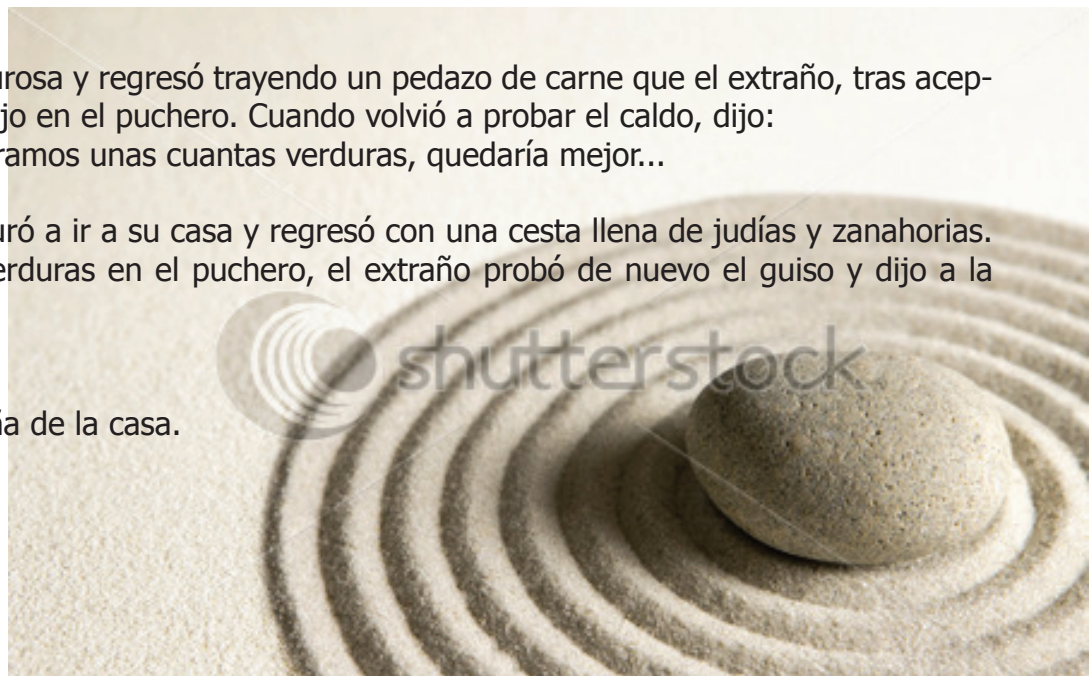 urosa y regresó trayendo un pedazo de carne que el extraño, tras acep-
jo en el puchero. Cuando volvió a probar el caldo, dijo:
ramos unas cuantas verduras, quedaría mejor...
uró a ir a su casa y regresó con una cesta llena de judías y zanahorias.
erduras en el puchero, el extraño probó de nuevo el guiso y dijo a la
shutterstock
ña de la casa.